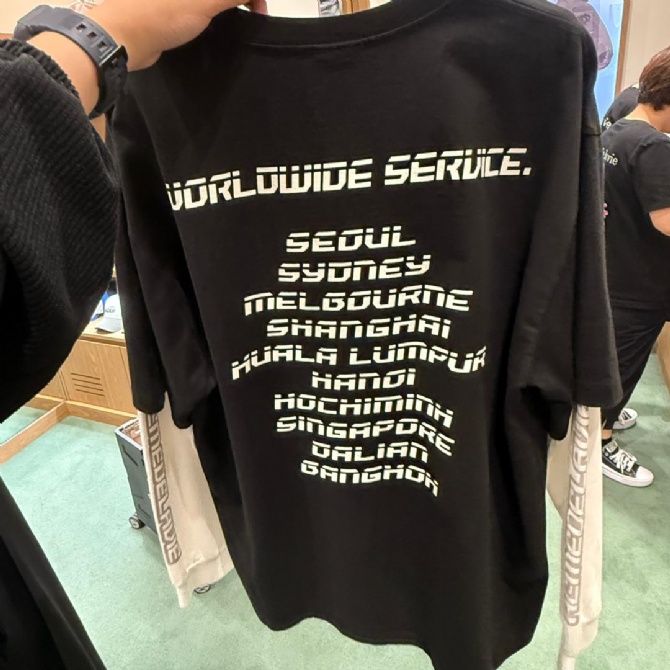 WORLDWIDE SERVICE.
SEOUL
SYDNEY
MELBOURNE
SHANGHAI
KUALA LUMPUR
HANOI
HOCHIMINH
SINGAPORE
DALIAN
BANGKOK